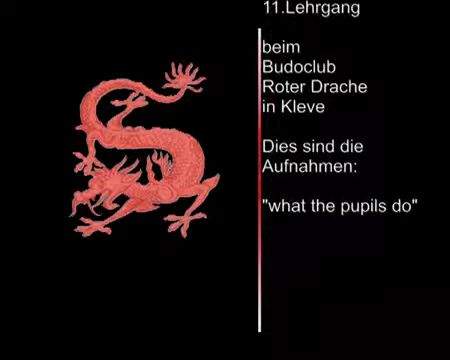 11.Lehrgang
beim
Budoclub
Roter Drache
in Kleve
Dies sind die
Aufnahmen:
"what the pupils do"